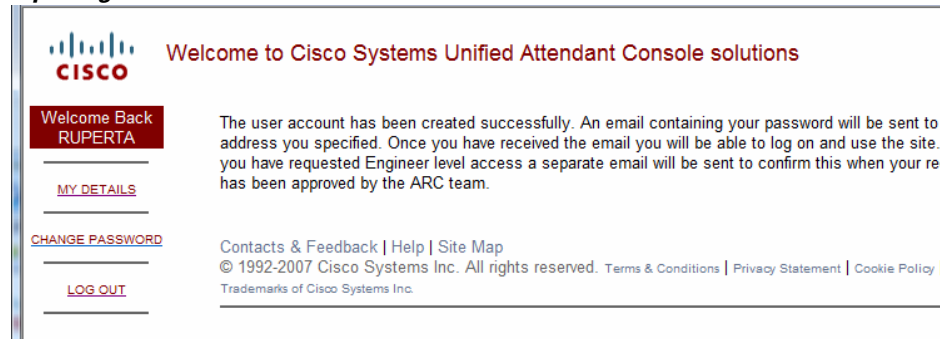 CISCO
Welcome to Cisco Systems Unified Attendant Console solutions
Welcome Back
RUPERTA
MY DETAILS
CHANGE PASSWORD
LOG OUT
The user account has been created successfully. An email containing your password will be sent to
address you specified. Once you have received the email you will be able to log on and use the site.
you have requested Engineer level access a separate email will be sent to confirm this when your re
has been approved by the ARC team.
Contacts & Feedback | Help | Site Map
© 1992-2007 Cisco Systems Inc. All rights reserved. Terms & Conditions | Privacy Statement | Cookie Policy |
Trademarks of Cisco Systems Inc.